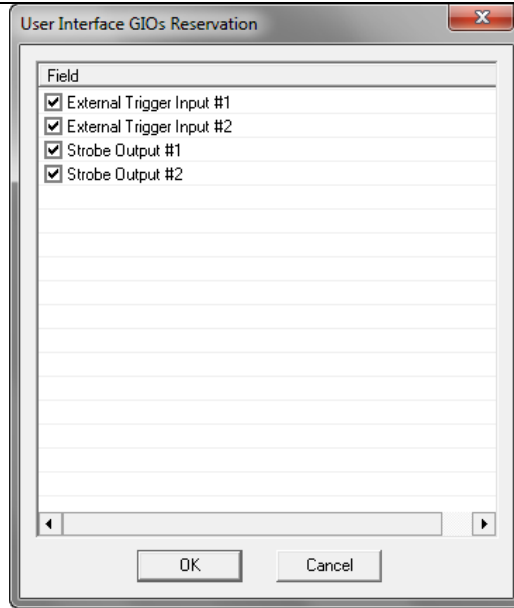 User Interface GIOs Reservation
Field
External Trigger Input #1
External Trigger Input #2
Strobe Output #1
Strobe Output #2
OK Cancel